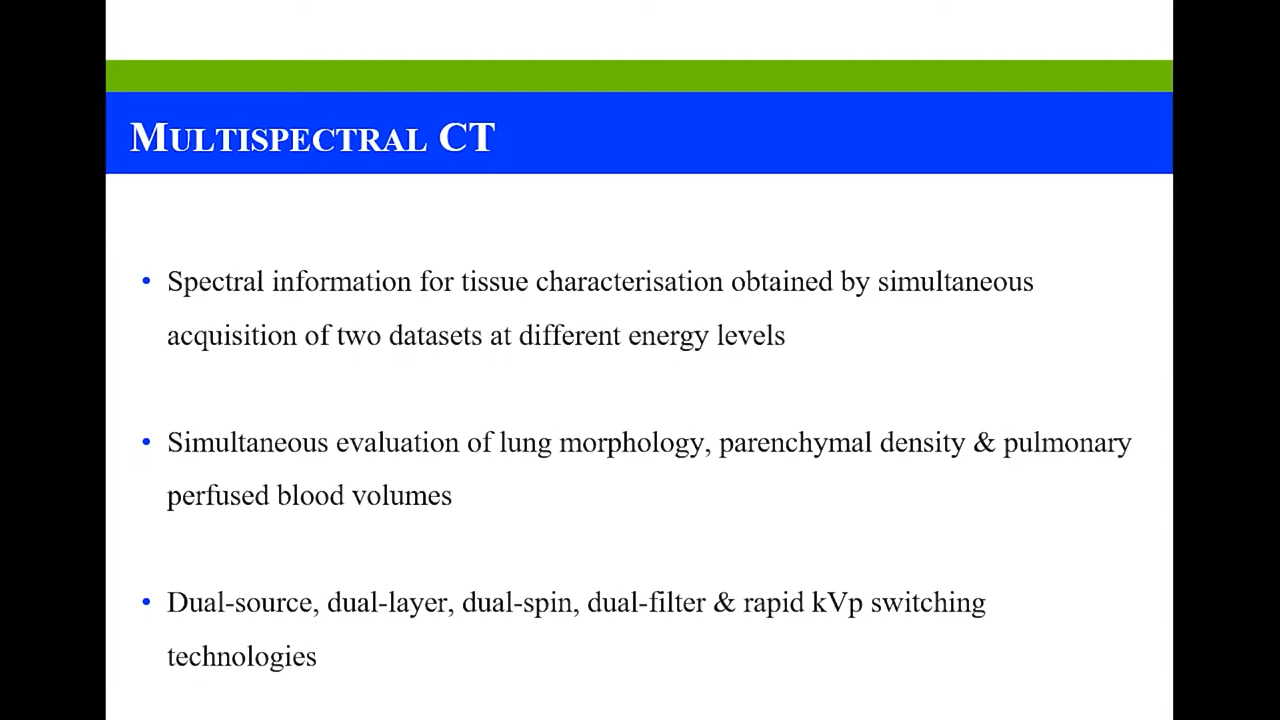 MULTISPECTRAL CT
• Spectral information for tissue characterisation obtained by simultaneous
acquisition of two datasets at different energy levels
• Simultaneous evaluation of lung morphology, parenchymal density & pulmonary
perfused blood volumes
• Dual-source, dual-layer, dual-spin, dual-filter & rapid kVp switching
technologies